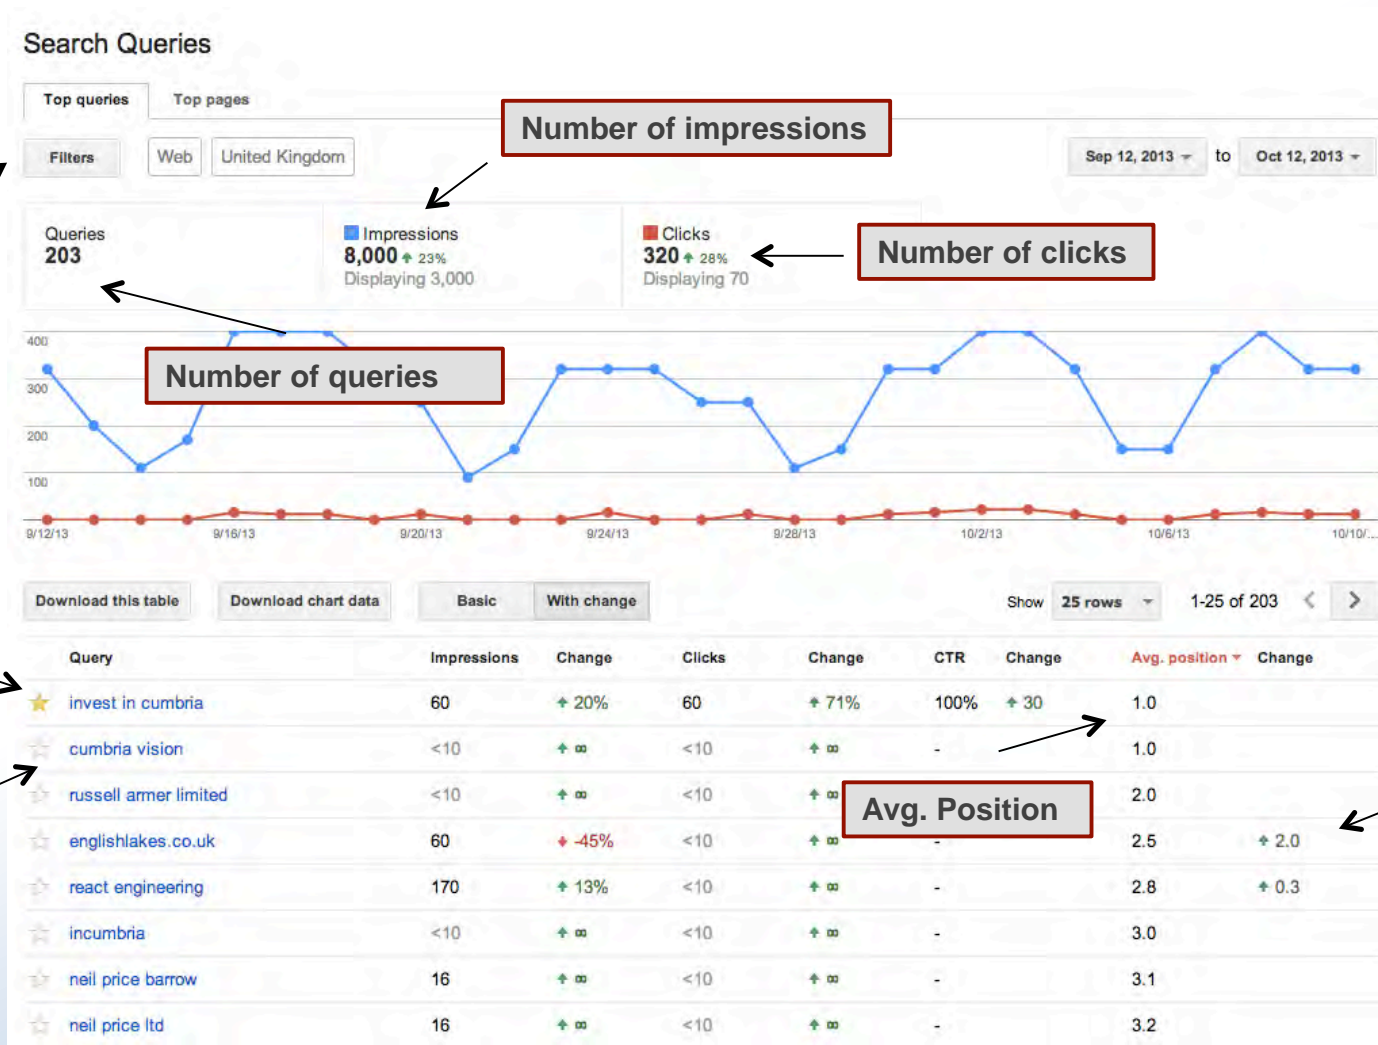 Search Queries
Top queries Top pages
Number of impressions
Filters Web United Kingdom Sep 12, 2013 to Oct 12, 2013
Queries Impressions Clicks
203 8,000 23% 320 28%
Displaying 3,000 Displaying 70
Number of clicks
400
Number of queries
300
200
100
9/12/13 9/16/13 9/20/13 9/24/13 9/28/13 10/2/13 10/6/13 10/10/...
Download this table Download chart data Basic With change Show 25 rows 1-25 of 203
Query Impressions Change Clicks Change CTR Change Avg. position Change
invest in cumbria 60 20% 60 71% 100% 30 1.0
cumbria vision <10 ∞ <10 ∞ - 1.0
russell armer limited <10 ∞ <10 ∞ 2.0
Avg. Position
englishlakes.co.uk 60 -45% <10 ∞ - 2.5 2.0
react engineering 170 13% <10 ∞ - 2.8 0.3
incumbria <10 ∞ <10 ∞ - 3.0
neil price barrow 16 ∞ <10 ∞ - 3.1
neil price ltd 16 ∞ <10 ∞ - 3.2